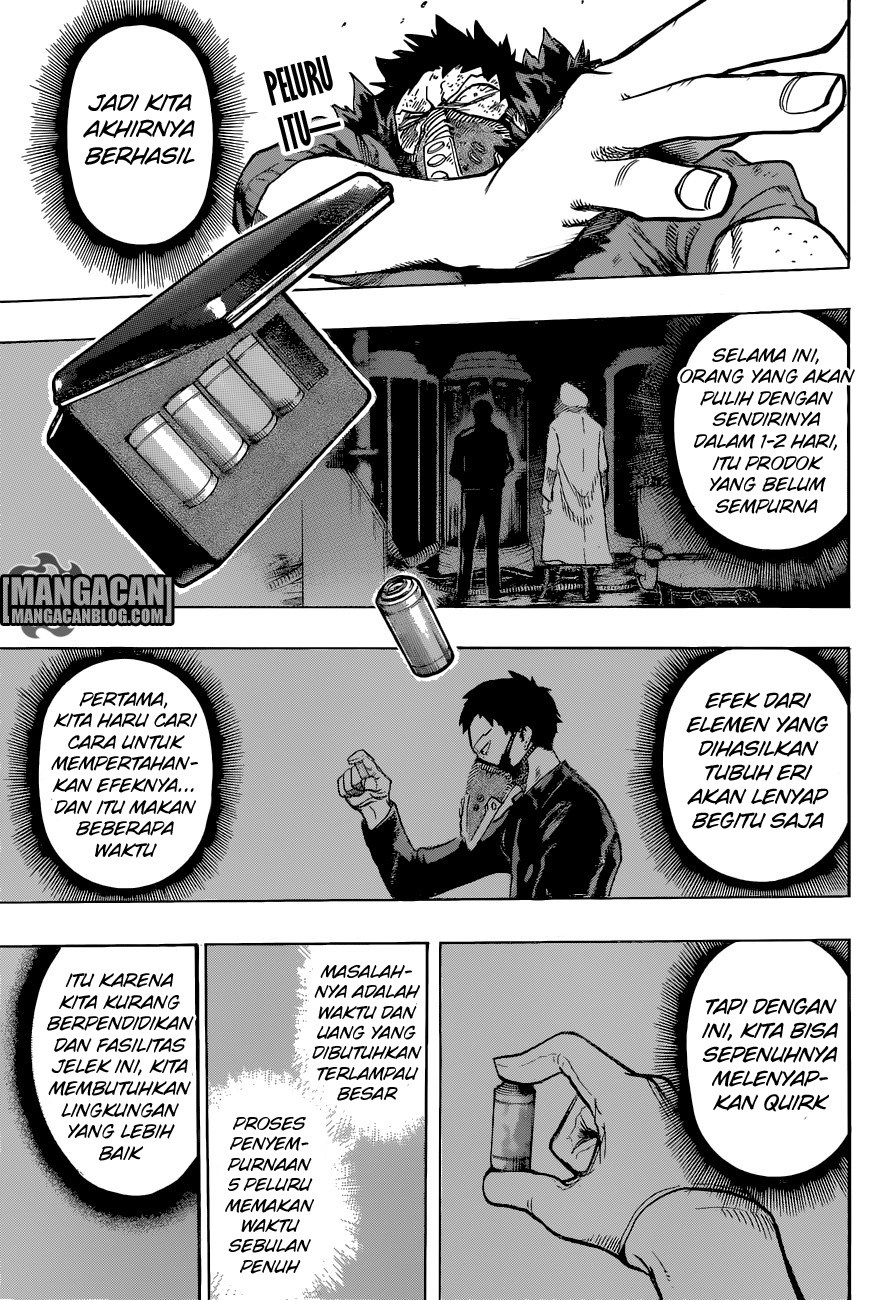 PELURU
ITU—
JADI KITA
AKHIRNYA
BERHASIL
SELAMA INI,
ORANG YANG AKAN
PULIH DENGAN
SENDIRINYA
DALAM 1-2 HARI,
ITU PRODOK
YANG BELUM
SEMPURNA
MANGACAN
MANGACANBLOG.COM
EFEK DARI
ELEMEN YANG
DIHASILKAN
TUBUH ERI
AKAN LENYAP
BEGITU SAJA
PERTAMA,
KITA HARU CARI
CARA UNTUK
MEMPERTAHAN-
KAN EFEKNYA...
DAN ITU MAKAN
BEBERAPA
WAKTU
TAPI DENGAN
INI, KITA BISA
SEPENUHNYA
MELENYAP-
KAN QUIRK
MASALAH-
NYA ADALAH
WAKTU DAN
UANG YANG
DIBUTUHKAN
TERLAMPAU
BESAR
PROSES
PENYEM-
PURNAAN
5 PELURU
MEMAKAN
WAKTU
SEBULAN
PENUH
ITU KARENA
KITA KURANG
BERPENDIDIKAN
DAN FASILITAS
JELEK INI, KITA
MEMBUTUHKAN
LINGKUNGAN
YANG LEBIH
BAIK